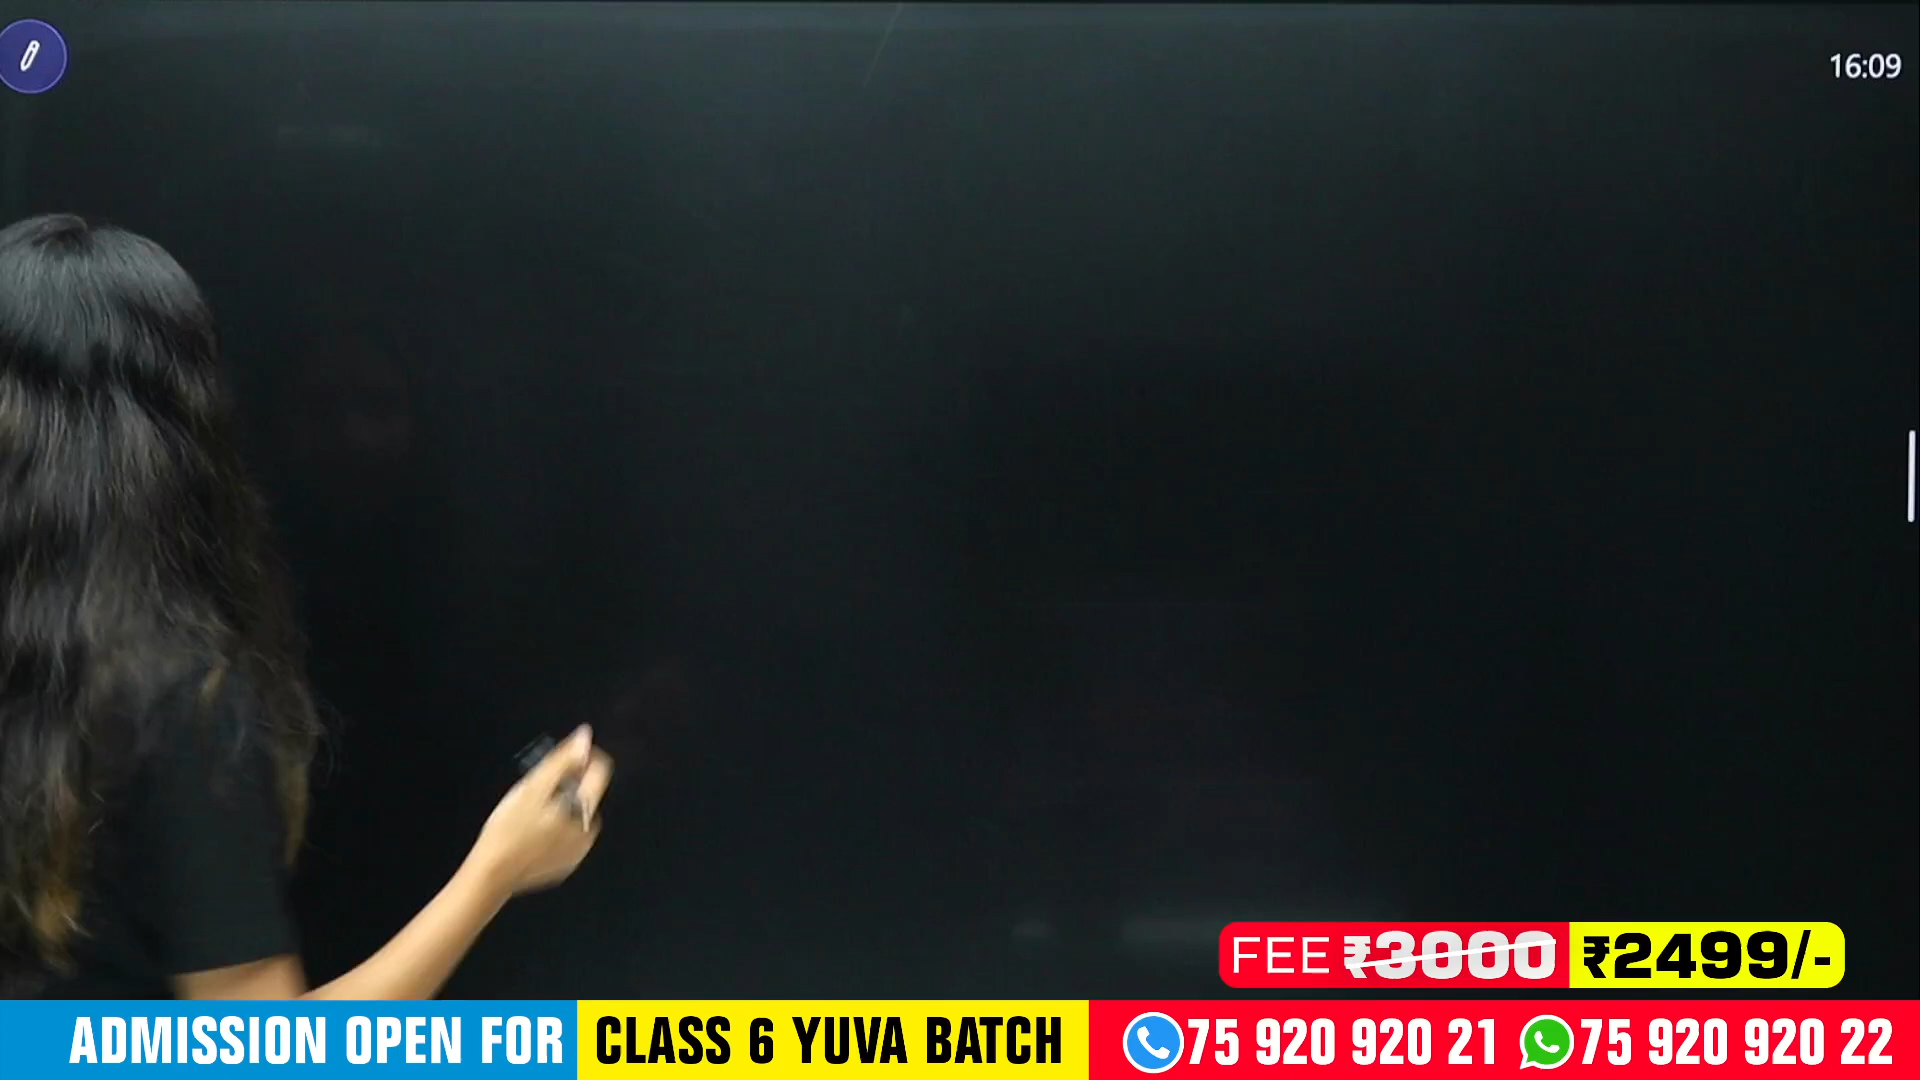 16:09
FEE ₹3000 ₹2499/-
ADMISSION OPEN FOR CLASS 6 YUVA BATCH 75 920 920 21 75 920 920 22